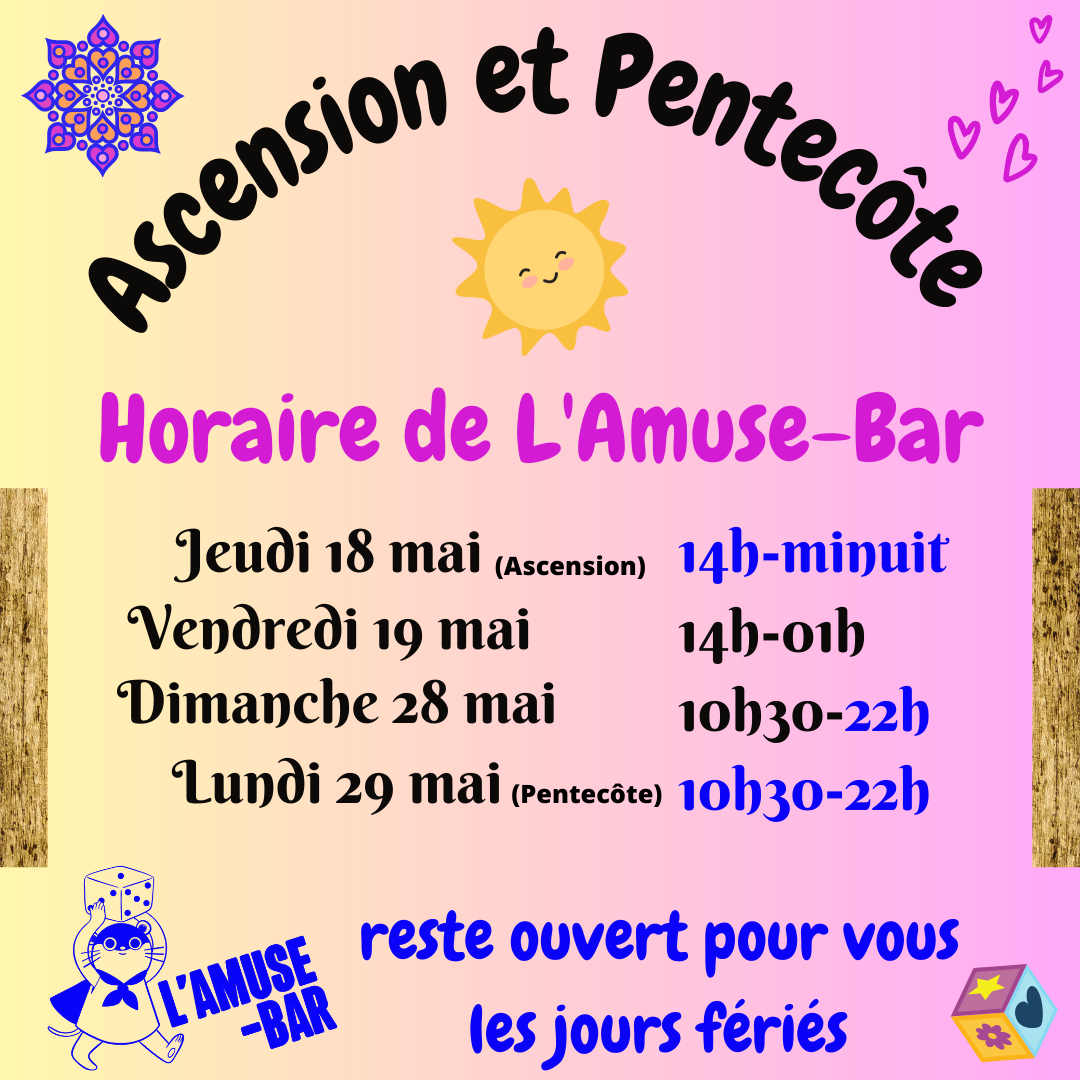 Ascension et Pentecôte
Horaire de L'Amuse-Bar
Jeudi 18 mai (Ascension) 14h-minuit
Vendredi 19 mai 14h-01h
Dimanche 28 mai 10h30-22h
Lundi 29 mai (Pentecôte) 10h30-22h
reste ouvert pour vous
les jours fériés
L'AMUSE
-BAR